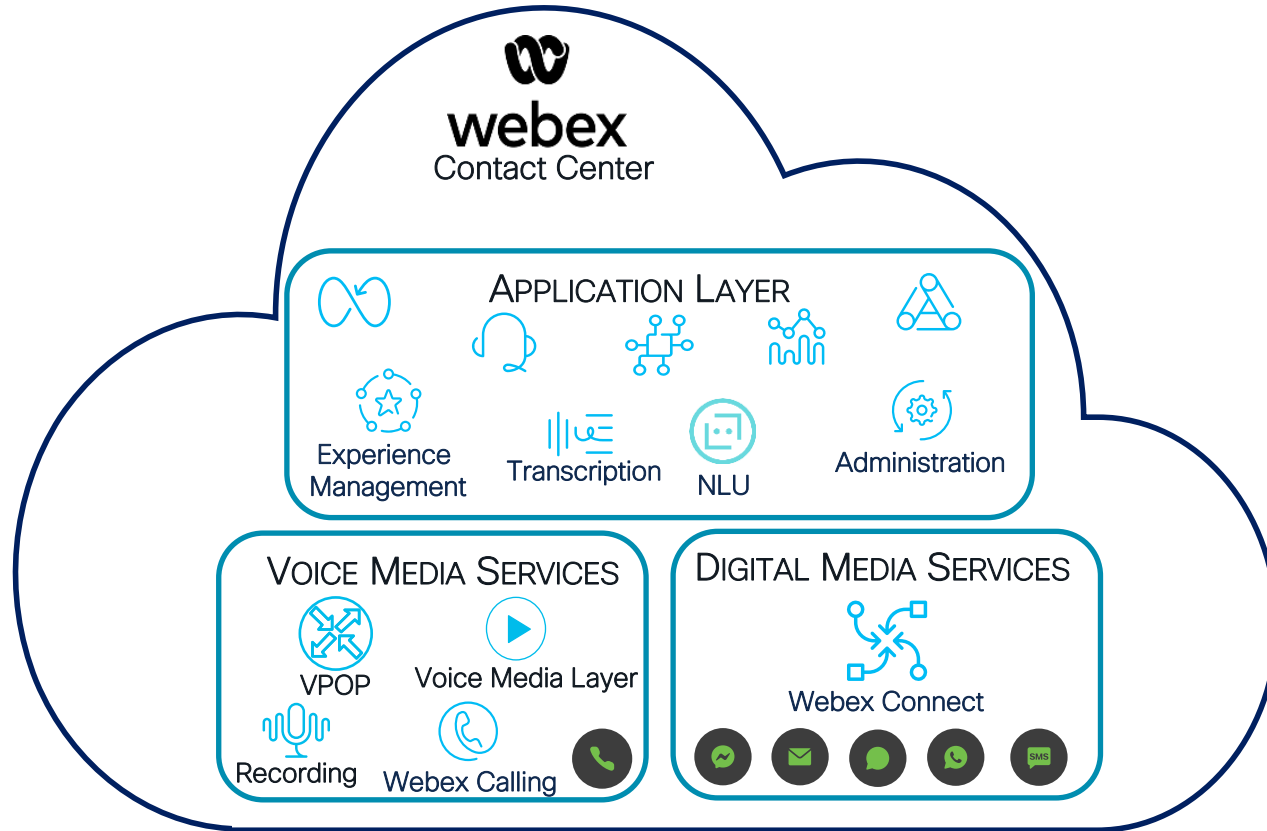 webex
Contact Center
APPLICATION LAYER
Experience
Management
Transcription
NLU
Administration
VOICE MEDIA SERVICES
VPOP
Voice Media Layer
Recording
Webex Calling
DIGITAL MEDIA SERVICES
Webex Connect
SMS